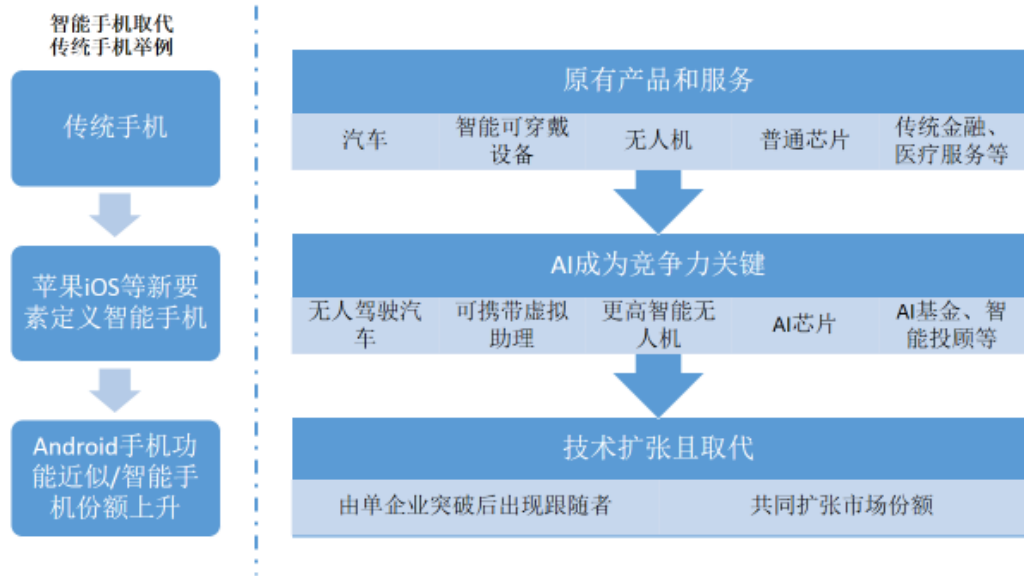 智能手机取代
传统手机举例
传统手机
苹果iOS等新要
素定义智能手机
Android手机功
能近似/智能手
机份额上升
原有产品和服务
汽车
智能可穿戴
设备
无人机
普通芯片
传统金融、
医疗服务等
AI成为竞争力关键
无人驾驶汽
车
可携带虚拟
助理
更高智能无
人机
AI芯片
AI基金、智
能投顾等
技术扩张且取代
由单企业突破后出现跟随者
共同扩张市场份额